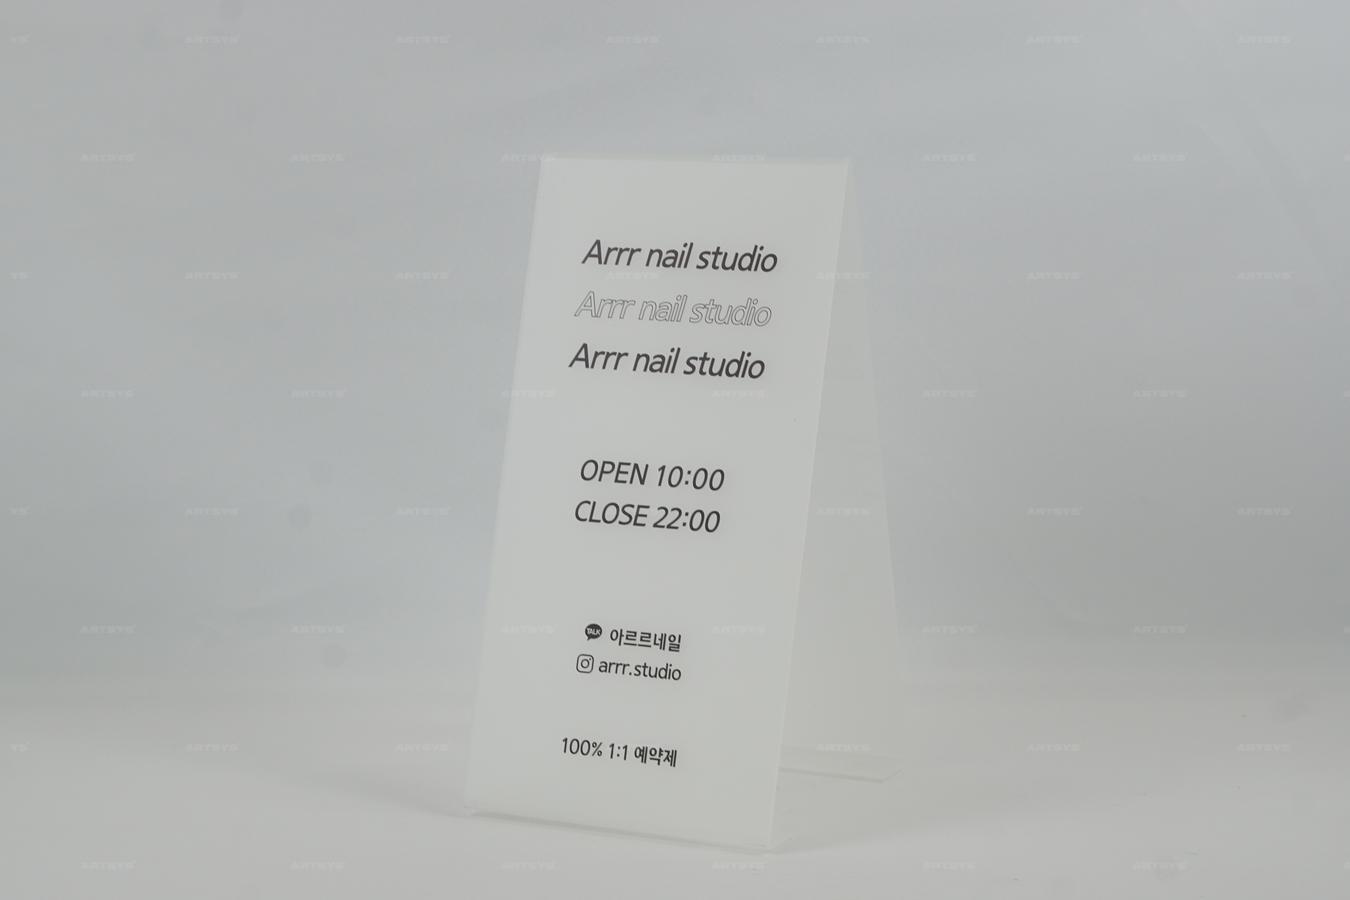 Arrr nail studio
Arrr nail studio
Arrr nail studio
OPEN 10:00
CLOSE 22:00
TALK 아르르네일
arrr.studio
100% 1:1 예약제
ARTSYS